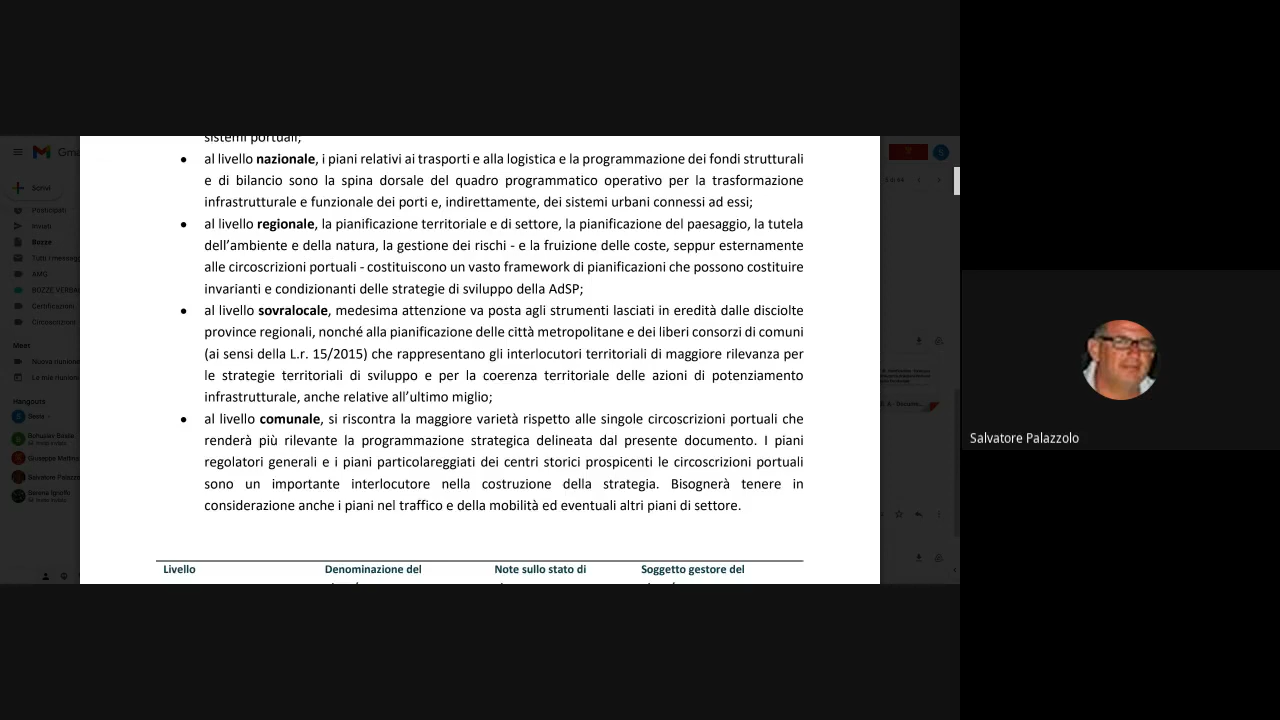 sistemi portuali;
• al livello nazionale, i piani relativi ai trasporti e alla logistica e la programmazione dei fondi strutturali
e di bilancio sono la spina dorsale del quadro programmatico operativo per la trasformazione
infrastrutturale e funzionale dei porti e, indirettamente, dei sistemi urbani connessi ad essi;
• al livello regionale, la pianificazione territoriale e di settore, la pianificazione del paesaggio, la tutela
dell’ambiente e della natura, la gestione dei rischi - e la fruizione delle coste, seppur esternamente
alle circoscrizioni portuali - costituiscono un vasto framework di pianificazioni che possono costituire
invarianti e condizionanti delle strategie di sviluppo della AdSP;
• al livello sovralocale, medesima attenzione va posta agli strumenti lasciati in eredità dalle disciolte
province regionali, nonché alla pianificazione delle città metropolitane e dei liberi consorzi di comuni
(ai sensi della L.r. 15/2015) che rappresentano gli interlocutori territoriali di maggiore rilevanza per
le strategie territoriali di sviluppo e per la coerenza territoriale delle azioni di potenziamento
infrastrutturale, anche relative all’ultimo miglio;
• al livello comunale, si riscontra la maggiore varietà rispetto alle singole circoscrizioni portuali che
renderà più rilevante la programmazione strategica delineata dal presente documento. I piani
regolatori generali e i piani particolareggiati dei centri storici prospicenti le circoscrizioni portuali
sono un importante interlocutore nella costruzione della strategia. Bisognerà tenere in
considerazione anche i piani nel traffico e della mobilità ed eventuali altri piani di settore.
Livello Denominazione del Note sullo stato di Soggetto gestore del
Scrivi
Inviati
Bozze
AMG
Certificazioni
Circoscrizioni
Meet
Hangouts
Salvatore Palazzolo